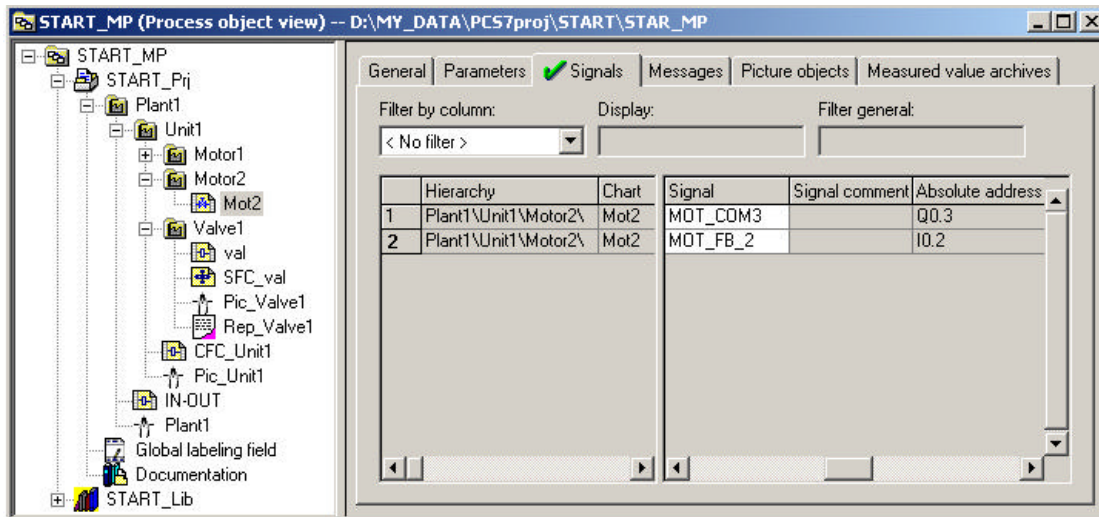 START_MP (Process object view) -- D:\MY_DATA\PCS7proj\START\STAR_MP
START_MP
START_Prj
Plant1
Unit1
Motor1
Motor2
Mot2
Valve1
val
SFC_val
Pic_Valve1
Rep_Valve1
CFC_Unit1
Pic_Unit1
IN-OUT
Plant1
Global labeling field
Documentation
START_Lib
General Parameters Signals Messages Picture objects Measured value archives
Filter by column: Display: Filter general:
< No filter >
Hierarchy Chart Signal Signal comment Absolute address
1 Plant1\Unit1\Motor2\ Mot2 MOT_COM3 Q0.3
2 Plant1\Unit1\Motor2\ Mot2 MOT_FB_2 I0.2